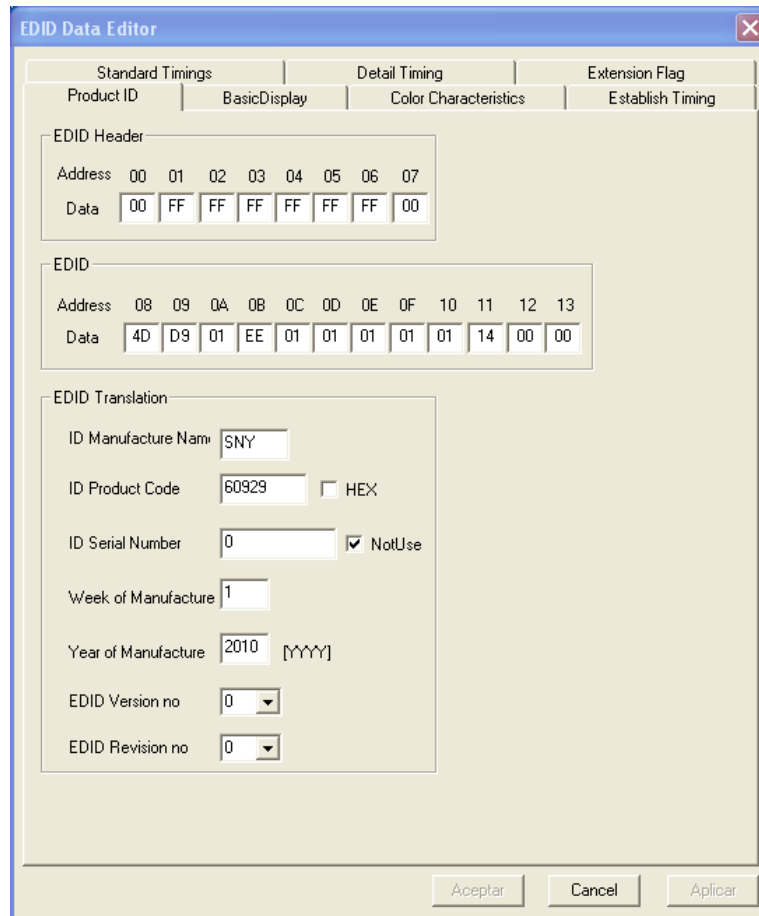 EDID Data Editor
Standard Timings Detail Timing Extension Flag
Product ID BasicDisplay Color Characteristics Establish Timing
EDID Header
Address 00 01 02 03 04 05 06 07
Data 00 FF FF FF FF FF FF 00
EDID
Address 08 09 0A 0B 0C 0D 0E 0F 10 11 12 13
Data 4D D9 01 EE 01 01 01 01 01 14 00 00
EDID Translation
ID Manufacture Name SNY
ID Product Code 60929 HEX
ID Serial Number 0 NotUse
Week of Manufacture 1
Year of Manufacture 2010 [YYYY]
EDID Version no 0
EDID Revision no 0
Aceptar Cancel Aplicar